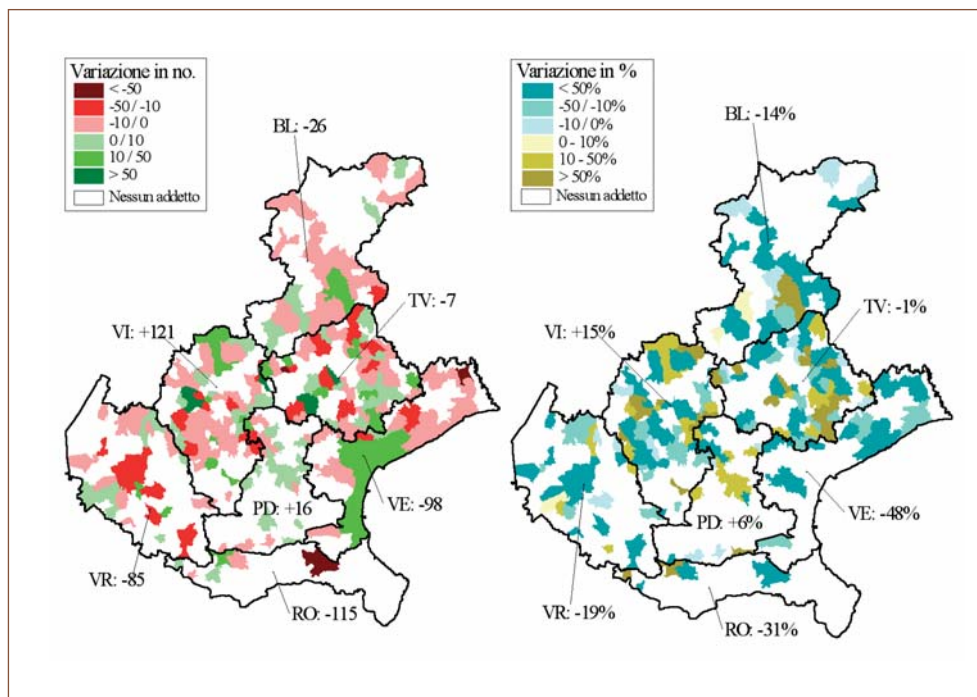 Variazione in no.
< -50
-50 / -10
-10 / 0
0 / 10
10 / 50
> 50
Nessun addetto
BL: -26
TV: -7
VI: +121
PD: +16
VE: -98
VR: -85
RO: -115
Variazione in %
< 50%
-50 / -10%
-10 / 0%
0 - 10%
10 - 50%
> 50%
Nessun addetto
BL: -14%
TV: -1%
VI: +15%
PD: +6%
VE: -48%
VR: -19%
RO: -31%